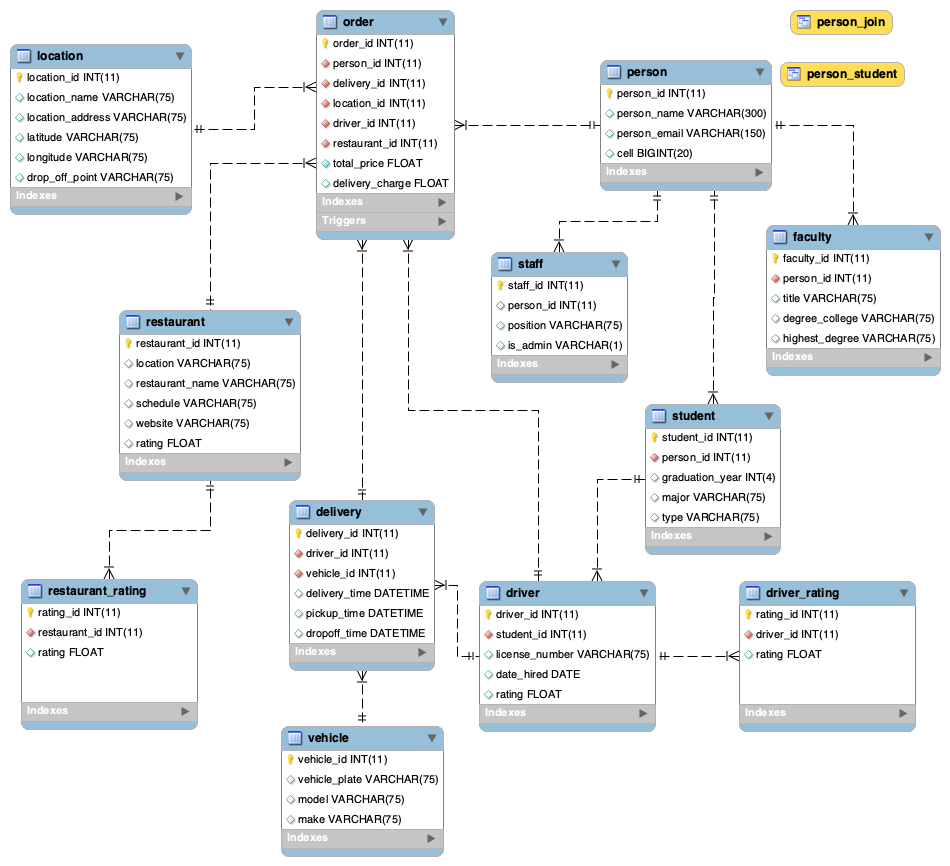 location
location_id INT(11)
location_name VARCHAR(75)
location_address VARCHAR(75)
latitude VARCHAR(75)
longitude VARCHAR(75)
drop_off_point VARCHAR(75)
Indexes
order
order_id INT(11)
person_id INT(11)
delivery_id INT(11)
location_id INT(11)
driver_id INT(11)
restaurant_id INT(11)
total_price FLOAT
delivery_charge FLOAT
Indexes
Triggers
person
person_id INT(11)
person_name VARCHAR(300)
person_email VARCHAR(150)
cell BIGINT(20)
Indexes
person_join
person_student
staff
staff_id INT(11)
person_id INT(11)
position VARCHAR(75)
is_admin VARCHAR(1)
Indexes
faculty
faculty_id INT(11)
person_id INT(11)
title VARCHAR(75)
degree_college VARCHAR(75)
highest_degree VARCHAR(75)
Indexes
restaurant
restaurant_id INT(11)
location VARCHAR(75)
restaurant_name VARCHAR(75)
schedule VARCHAR(75)
website VARCHAR(75)
rating FLOAT
Indexes
student
student_id INT(11)
person_id INT(11)
graduation_year INT(4)
major VARCHAR(75)
type VARCHAR(75)
Indexes
restaurant_rating
rating_id INT(11)
restaurant_id INT(11)
rating FLOAT
Indexes
delivery
delivery_id INT(11)
driver_id INT(11)
vehicle_id INT(11)
delivery_time DATETIME
pickup_time DATETIME
dropoff_time DATETIME
Indexes
driver
driver_id INT(11)
student_id INT(11)
license_number VARCHAR(75)
date_hired DATE
rating FLOAT
Indexes
driver_rating
rating_id INT(11)
driver_id INT(11)
rating FLOAT
Indexes
vehicle
vehicle_id INT(11)
vehicle_plate VARCHAR(75)
model VARCHAR(75)
make VARCHAR(75)
Indexes